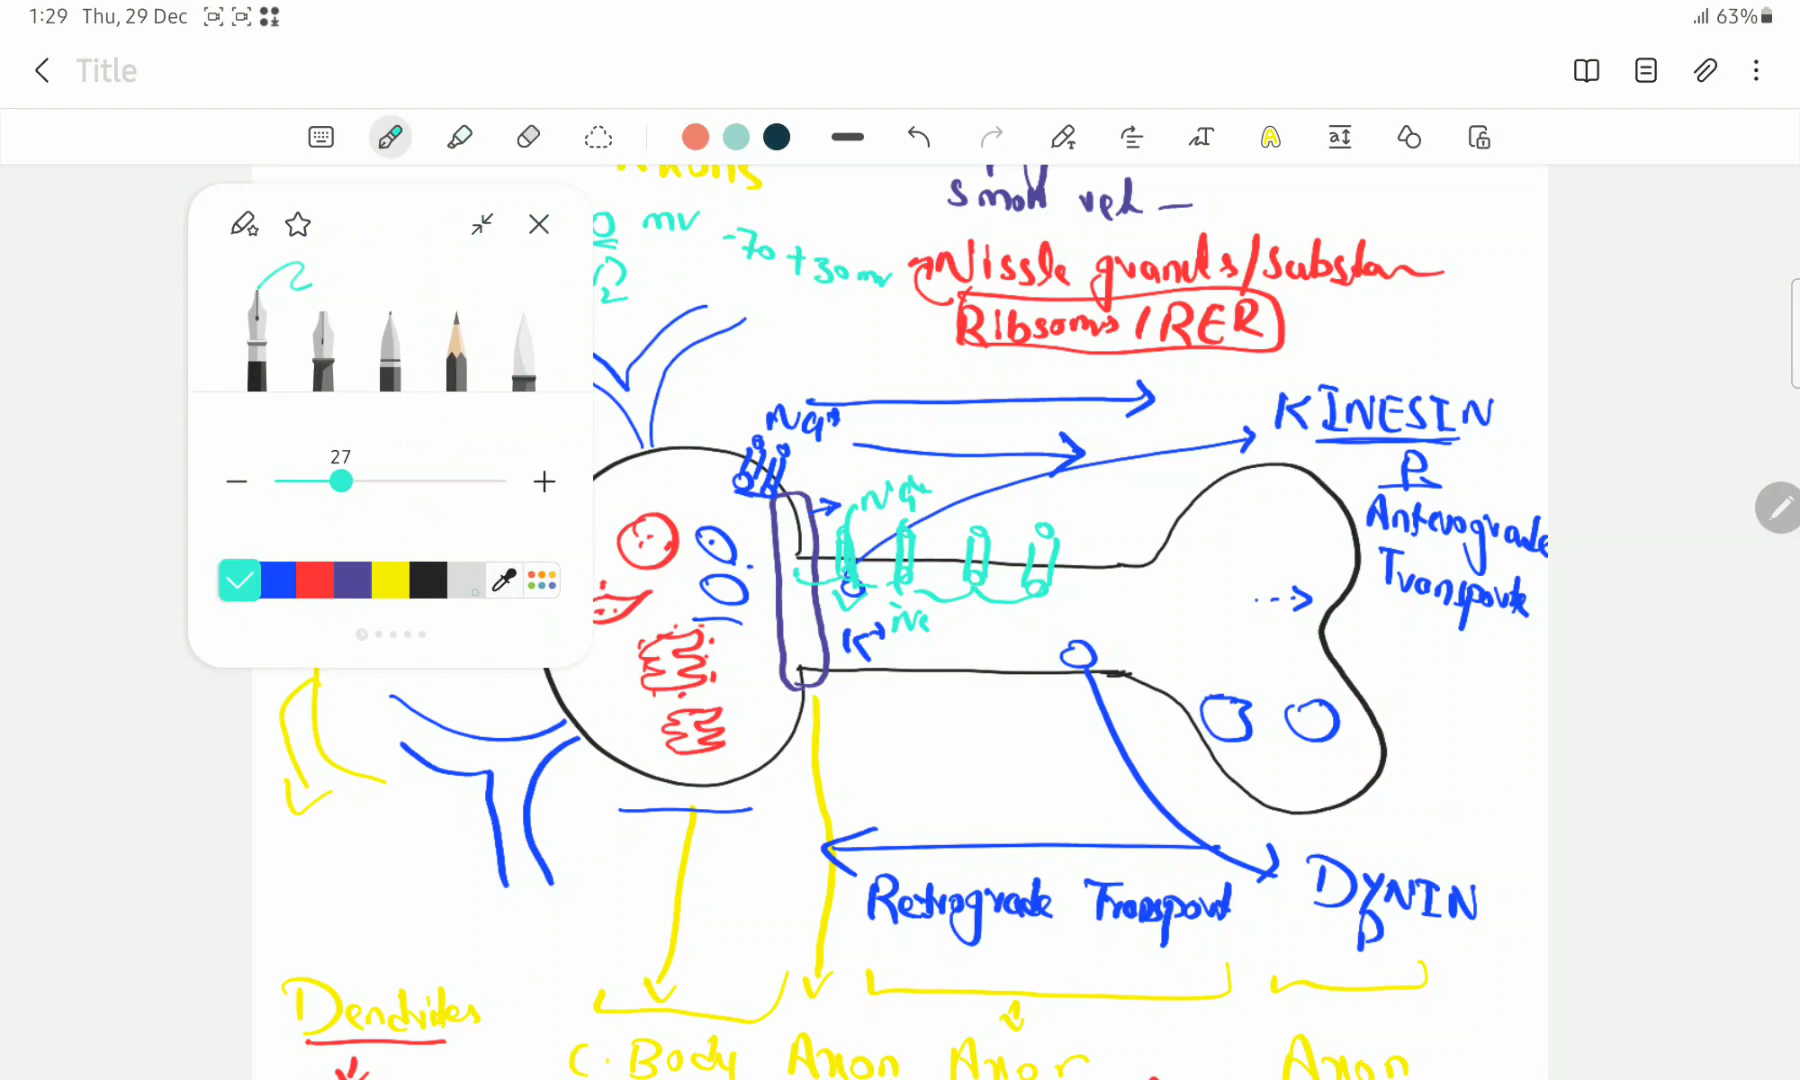 1:29 Thu, 29 Dec
63%
Title
mv
-70 +30 mv
small
Nissle granuls/substan
Ribsoms / RER
27
Na+
KINESIN
P
Na+
Anterograde
Transport
K+
ive
Retrograde Transport
DYNIN
P
Dendrites
C. Body Axon Axon Axon